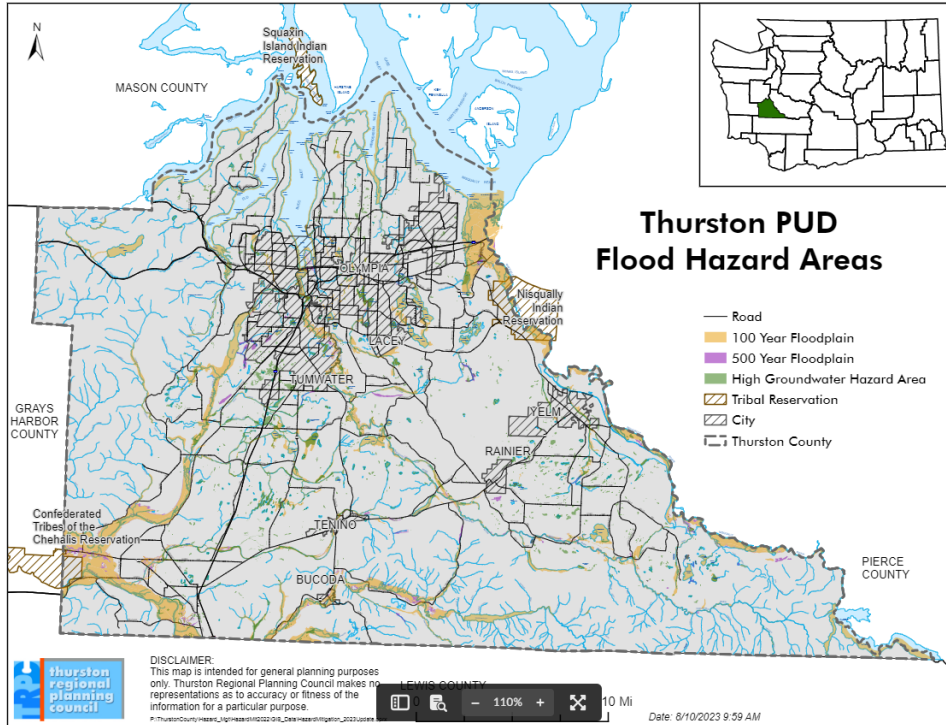 N
Squaxin
Island Indian
Reservation
MASON COUNTY
Thurston PUD
Flood Hazard Areas
OLYMPIA
Nisqually
Indian
Reservation
LACEY
TUMWATER
Road
100 Year Floodplain
500 Year Floodplain
High Groundwater Hazard Area
Tribal Reservation
City
Thurston County
GRAYS
HARBOR
COUNTY
YELM
RAINIER
Confederated
Tribes of the
Chehalis Reservation
TENINO
BUCODA
PIERCE
COUNTY
TRPC
thurston
regional
planning
council
DISCLAIMER:
This map is intended for general planning purposes
only. Thurston Regional Planning Council makes no
representations as to accuracy or fitness of the
information for a particular purpose.
LEWIS COUNTY
0
110%
10 Mi
Date: 8/10/2023 9:59 AM